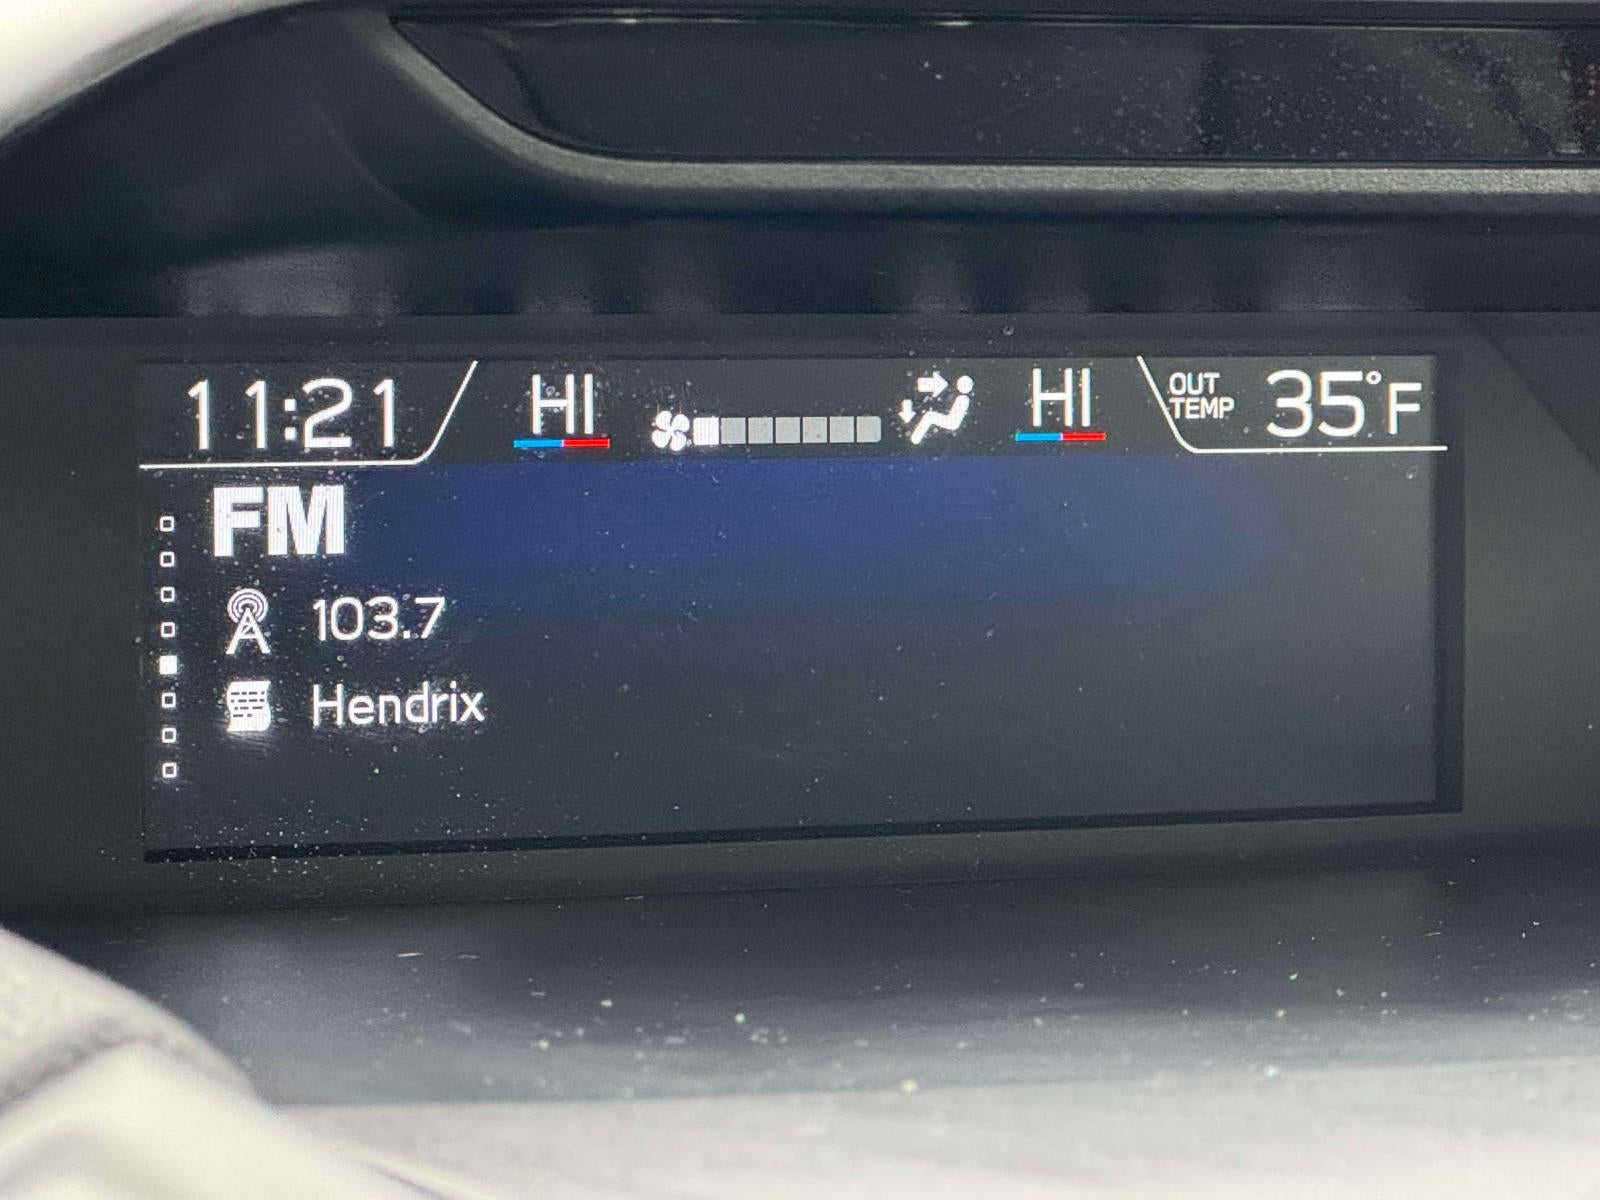 11:21
HI
HI
OUT
TEMP
35°F
FM
103.7
Hendrix